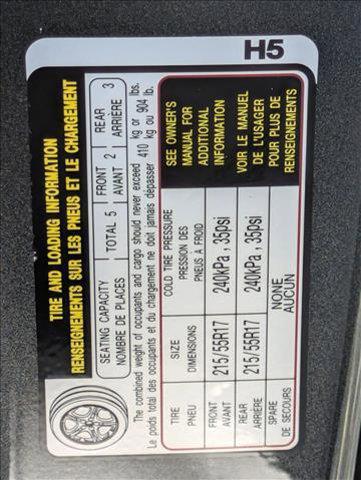 H5
TIRE AND LOADING INFORMATION
RENSEIGNEMENTS SUR LES PNEUS ET LE CHARGEMENT
SEATING CAPACITY TOTAL 5 FRONT 2 REAR 3
NOMBRE DE PLACES AVANT ARRIÈRE
The combined weight of occupants and cargo should never exceed 410 kg or 904 lb.
Le poids total des occupants et du chargement ne doit jamais dépasser kg ou lbs.
TIRE SIZE COLD TIRE PRESSURE
PNEU DIMENSIONS PRESSION DES
PNEUS À FROID
FRONT
AVANT 215/55R17 240kPa , 35psi
REAR
ARRIÈRE 215/55R17 240kPa , 35psi
SPARE
DE SECOURS NONE
AUCUN
SEE OWNER'S
MANUAL FOR
ADDITIONAL
INFORMATION
VOIR LE MANUEL
DE L'USAGER
POUR PLUS DE
RENSEIGNEMENTS